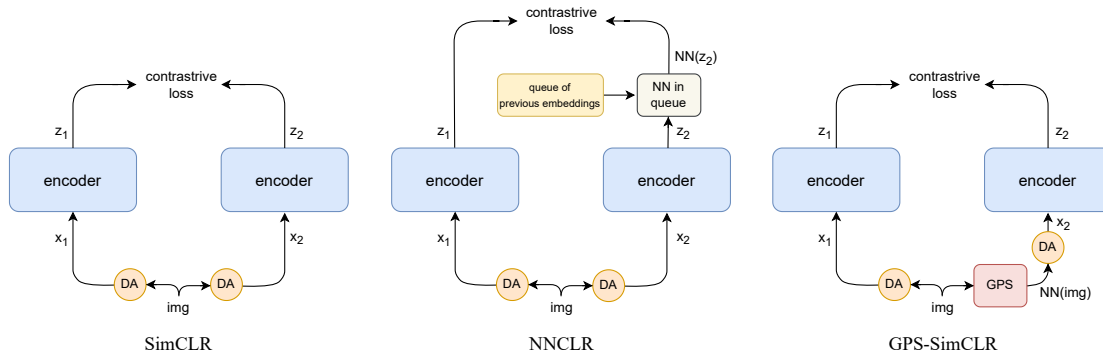 contrastive
loss
z1
z2
encoder
encoder
x1
x2
DA
DA
img
SimCLR
contrastive
loss
NN(z2)
queue of
previous embeddings
NN in
queue
z1
z2
encoder
encoder
x1
x2
DA
DA
img
NNCLR
contrastive
loss
z1
z2
encoder
encoder
x1
x2
DA
DA
GPS
img
NN(img)
GPS-SimCLR